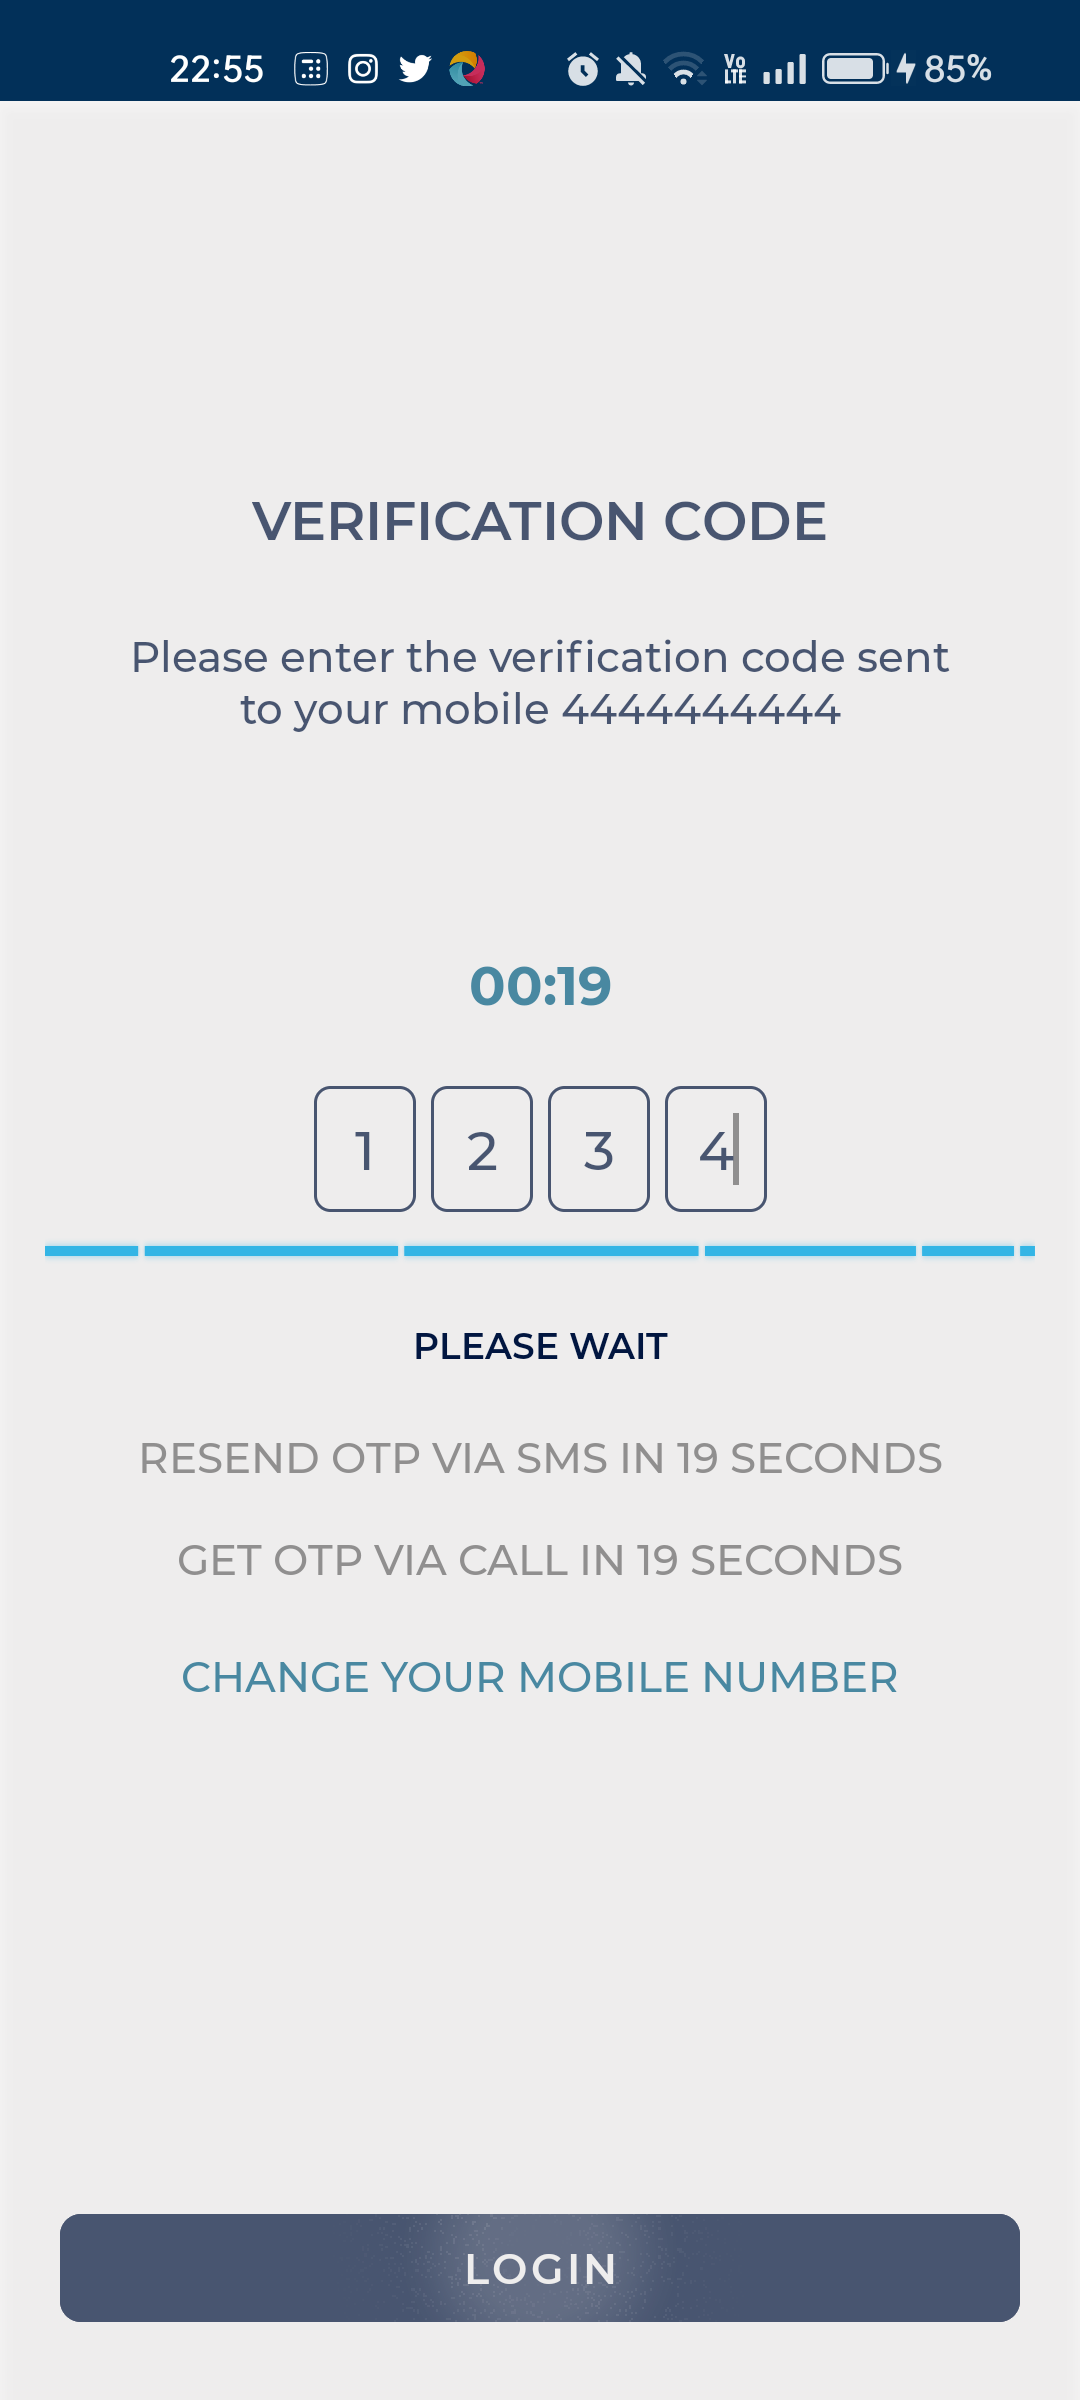 22:55 Vo LTE 85%
VERIFICATION CODE
Please enter the verification code sent
to your mobile 4444444444
00:19
1 2 3 4
PLEASE WAIT
RESEND OTP VIA SMS IN 19 SECONDS
GET OTP VIA CALL IN 19 SECONDS
CHANGE YOUR MOBILE NUMBER
LOGIN